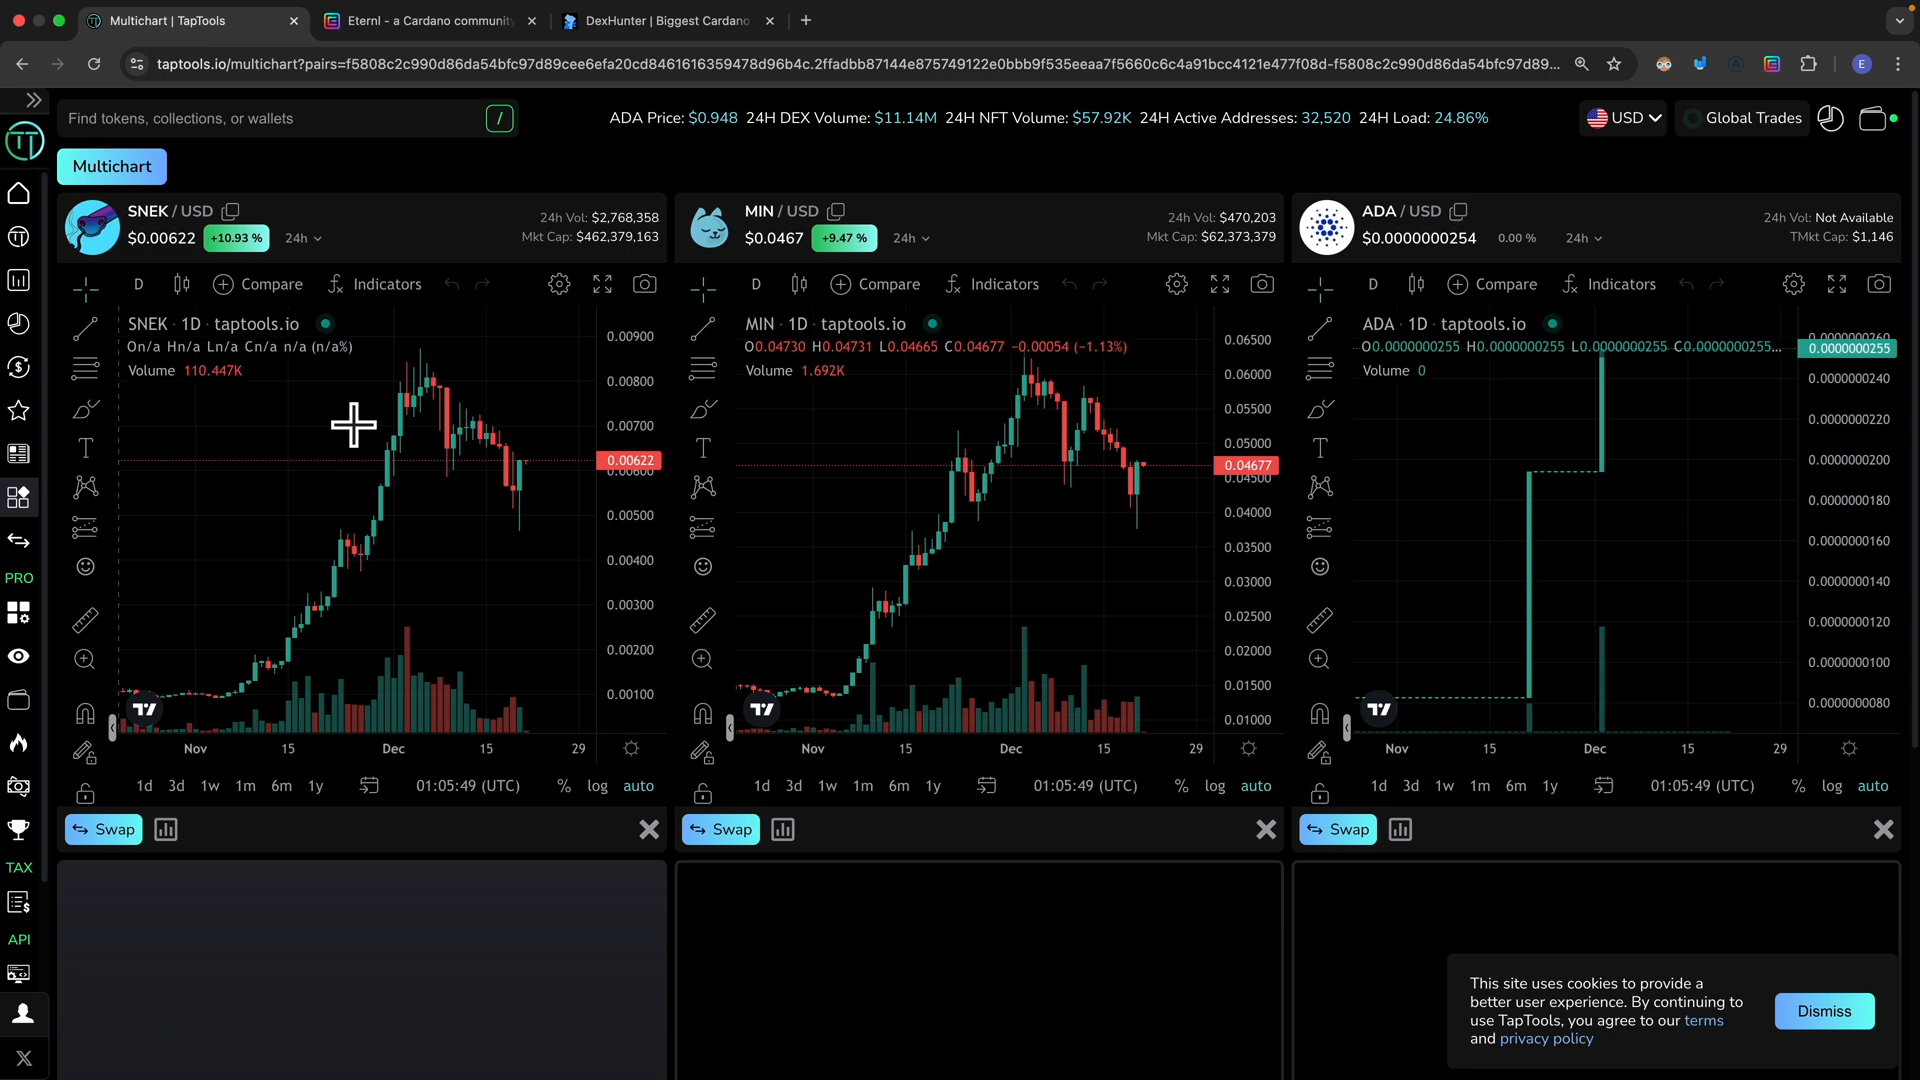 Multichart | TapTools
Eternl - a Cardano community
DexHunter | Biggest Cardano
taptools.io/multichart?pairs=f5808c2c990d86da54bfc97d89cee6efa20cd8461616359478d96b4c.2ffadbb87144e875749122e0bbb9f535eeaa7f5660c6c4a91bcc4121e477f08d-f5808c2c990d86da54bfc97d89...
E
Find tokens, collections, or wallets
/
ADA Price: $0.948 24H DEX Volume: $11.14M 24H NFT Volume: $57.92K 24H Active Addresses: 32,520 24H Load: 24.86%
USD
Global Trades
Multichart
SNEK / USD
$0.00622 +10.93 % 24h
24h Vol: $2,768,358
Mkt Cap: $462,379,163
MIN / USD
$0.0467 +9.47 % 24h
24h Vol: $470,203
Mkt Cap: $62,373,379
ADA / USD
$0.0000000254 0.00 % 24h
24h Vol: Not Available
TMkt Cap: $1,146
D Compare Indicators
D Compare Indicators
D Compare Indicators
SNEK · 1D · taptools.io
On/a Hn/a Ln/a Cn/a n/a (n/a%)
Volume 110.447K
0.00900
0.00800
0.00700
0.00622
0.00600
0.00500
0.00400
0.00300
0.00200
0.00100
Nov 15 Dec 15 29
MIN · 1D · taptools.io
O0.04730 H0.04731 L0.04665 C0.04677 −0.00054 (−1.13%)
Volume 1.692K
0.06500
0.06000
0.05500
0.05000
0.04677
0.04500
0.04000
0.03500
0.03000
0.02500
0.02000
0.01500
0.01000
Nov 15 Dec 15 29
ADA · 1D · taptools.io
O0.0000000255 H0.0000000255 L0.0000000255 C0.0000000255...
Volume 0
0.0000000260
0.0000000255
0.0000000240
0.0000000220
0.0000000200
0.0000000180
0.0000000160
0.0000000140
0.0000000120
0.0000000100
0.0000000080
Nov 15 Dec 15 29
1d 3d 1w 1m 6m 1y 01:05:49 (UTC) % log auto
1d 3d 1w 1m 6m 1y 01:05:49 (UTC) % log auto
1d 3d 1w 1m 6m 1y 01:05:49 (UTC) % log auto
Swap
Swap
Swap
PRO
TAX
API
This site uses cookies to provide a
better user experience. By continuing to
use TapTools, you agree to our terms
and privacy policy
Dismiss